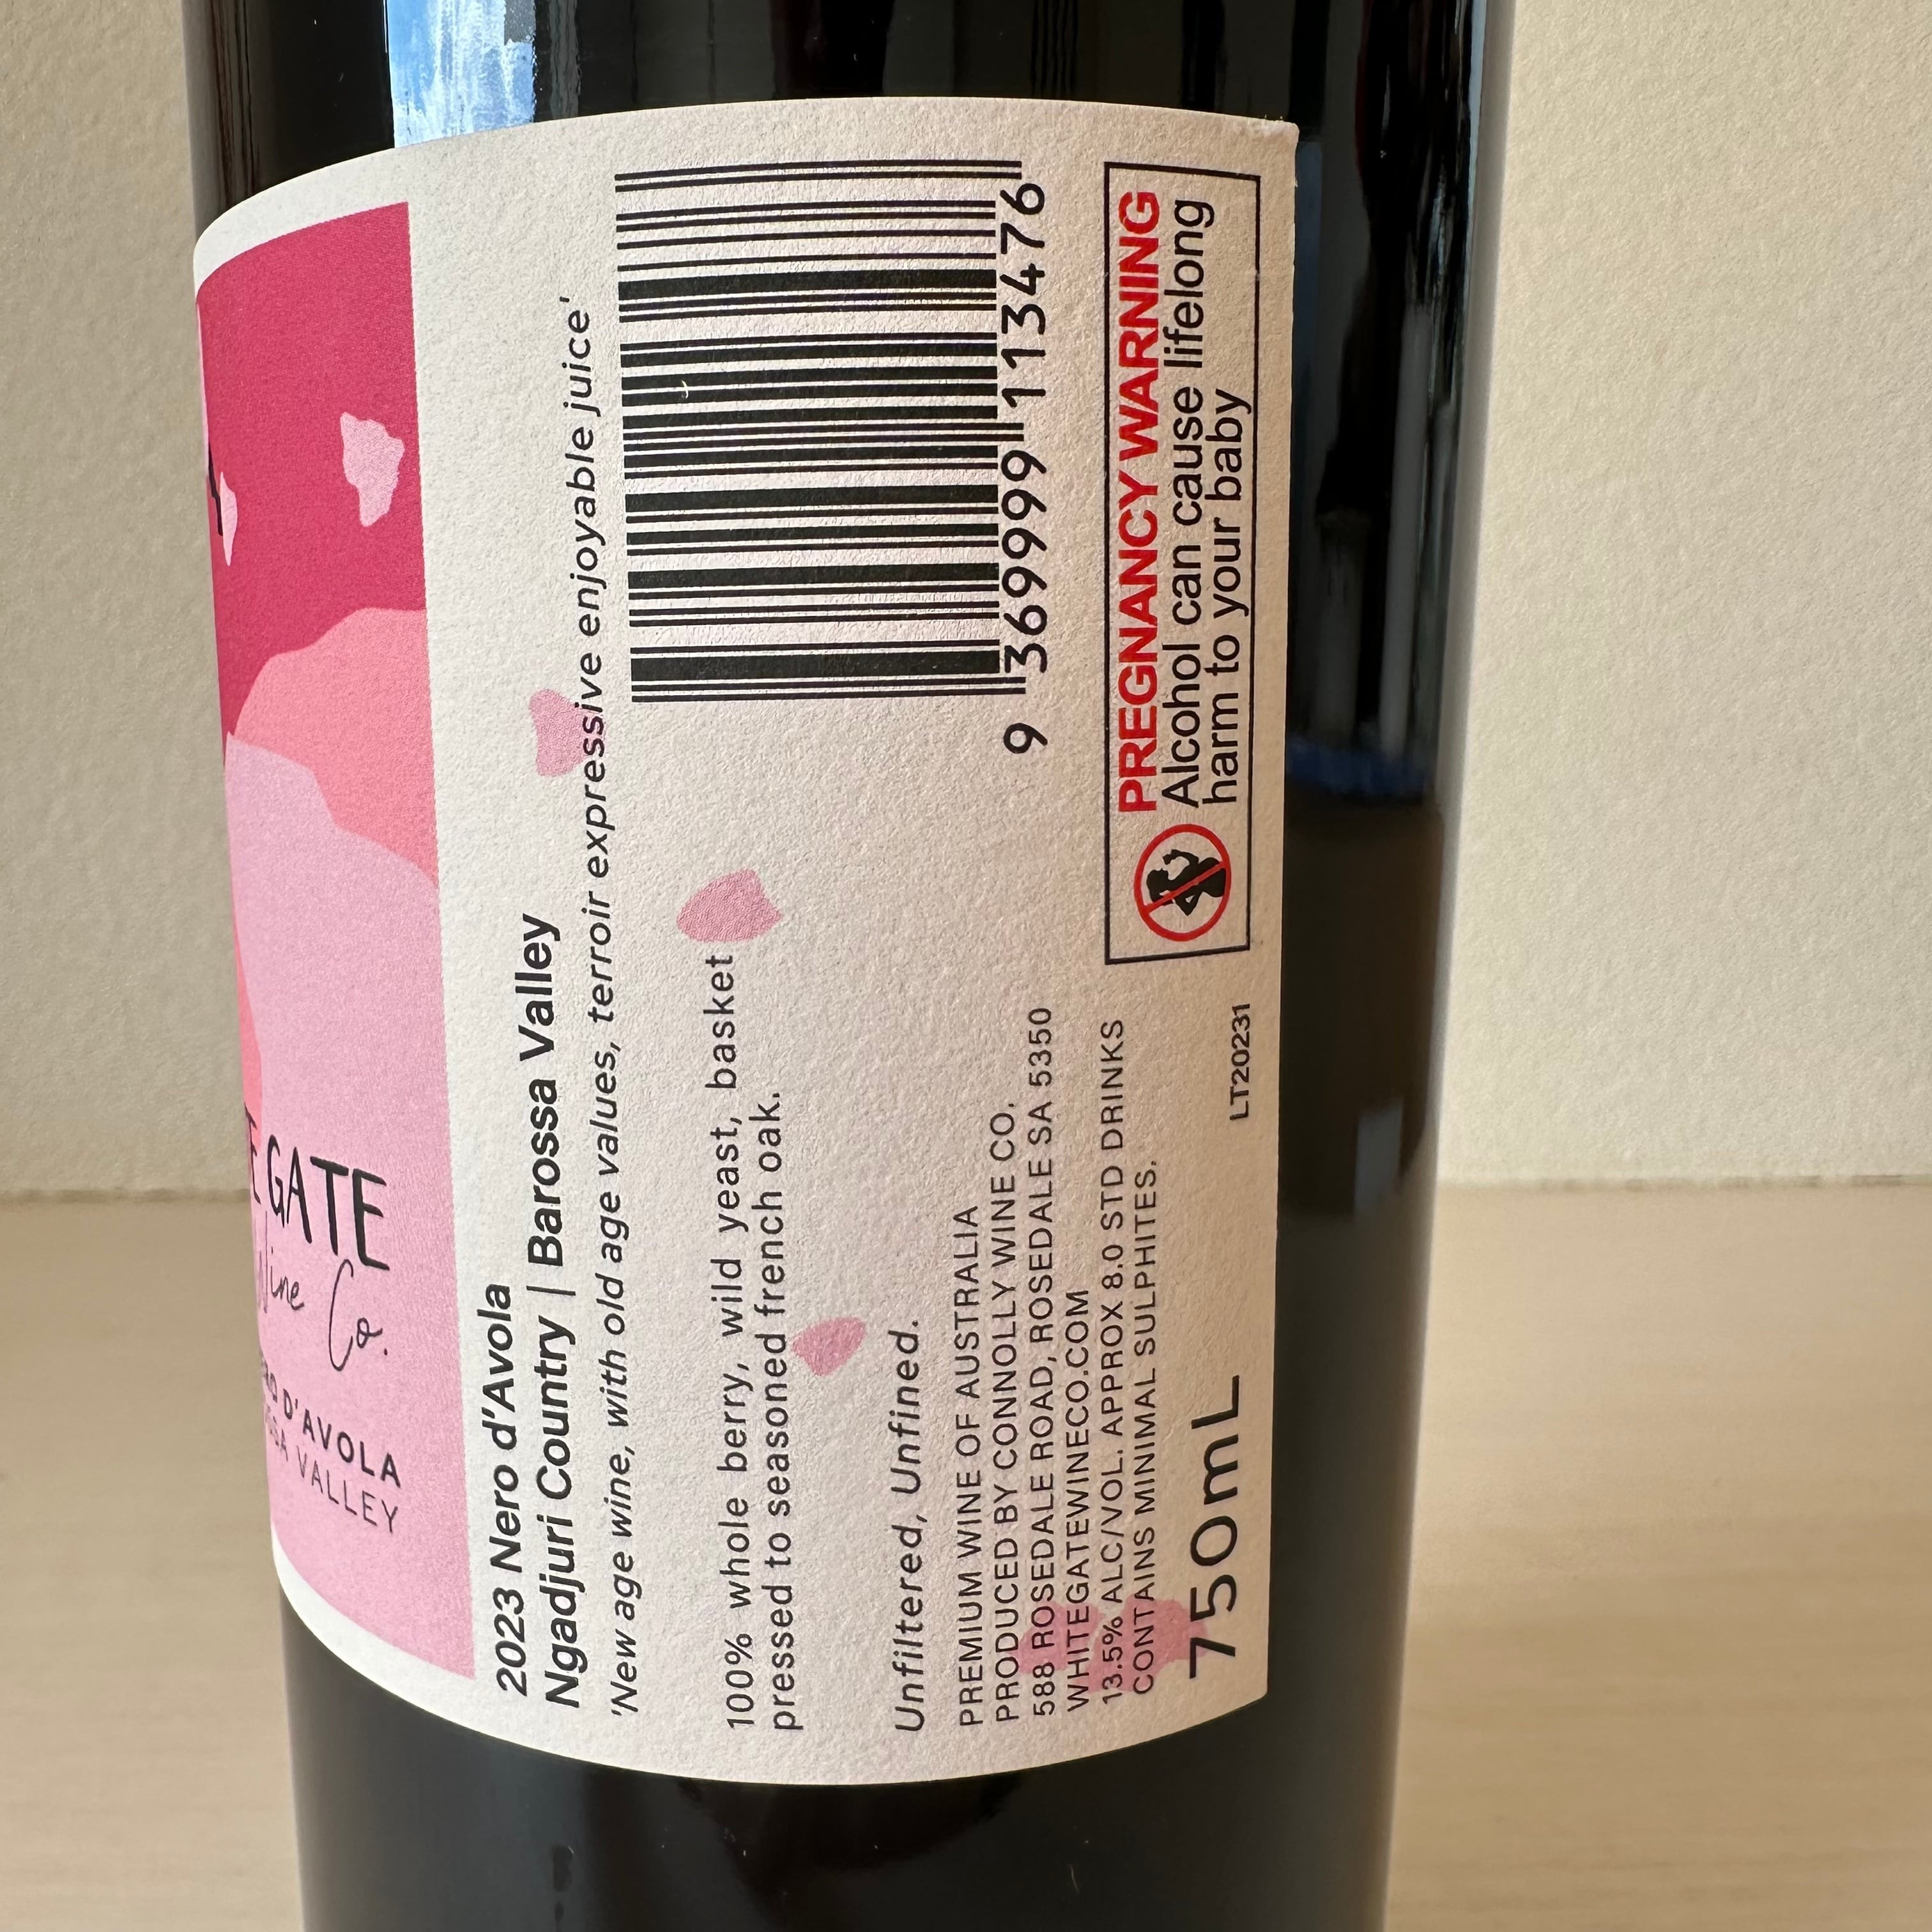 GATE
Wine Co.
D'AVOLA
VALLEY
2023 Nero d'Avola
Ngadjuri Country | Barossa Valley
'New age wine, with old age values, terroir expressive enjoyable juice'
100% whole berry, wild yeast, basket
pressed to seasoned french oak.
Unfiltered, Unfined.
PREMIUM WINE OF AUSTRALIA
PRODUCED BY CONNOLLY WINE CO.
588 ROSEDALE ROAD, ROSEDALE SA 5350
WHITEGATEWINECO.COM
13.5% ALC/VOL. APPROX 8.0 STD DRINKS
CONTAINS MINIMAL SULPHITES.
750mL
LT20231
9 369999 113476
PREGNANCY WARNING
Alcohol can cause lifelong
harm to your baby